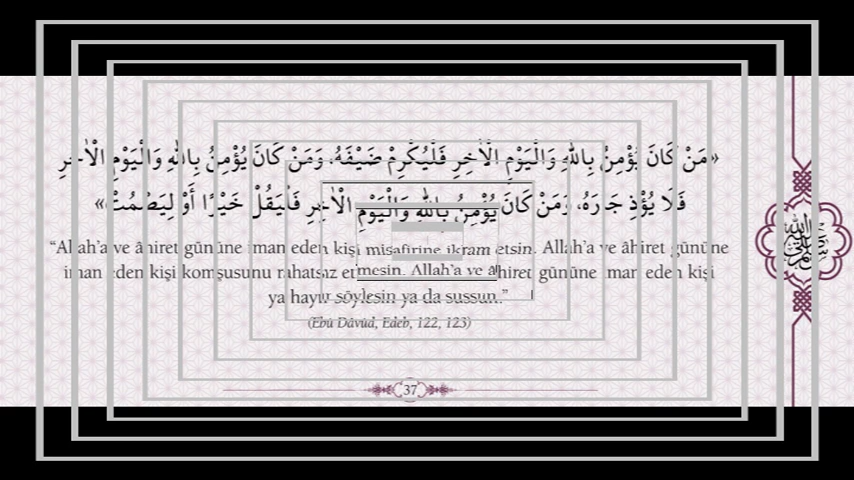 «مَنْ كَانَ يُؤْمِنُ بِاللّٰهِ وَالْيَوْمِ الْاٰخِرِ فَلْيُكْرِمْ ضَيْفَهُ، وَمَنْ كَانَ يُؤْمِنُ بِاللّٰهِ وَالْيَوْمِ الْاٰخِرِ
فَلَا يُؤْذِ جَارَهُ، وَمَنْ كَانَ يُؤْمِنُ بِاللّٰهِ وَالْيَوْمِ الْاٰخِرِ فَلْيَقُلْ خَيْرًا أَوْ لِيَصْمُتْ»
“Allah’a ve âhiret gününe iman eden kişi misafirine ikram etsin. Allah’a ve âhiret gününe
iman eden kişi komşusunu rahatsız etmesin. Allah’a ve âhiret gününe iman eden kişi
ya hayır söylesin ya da sussun.”
(Ebû Dâvûd, Edeb, 122, 123)
37